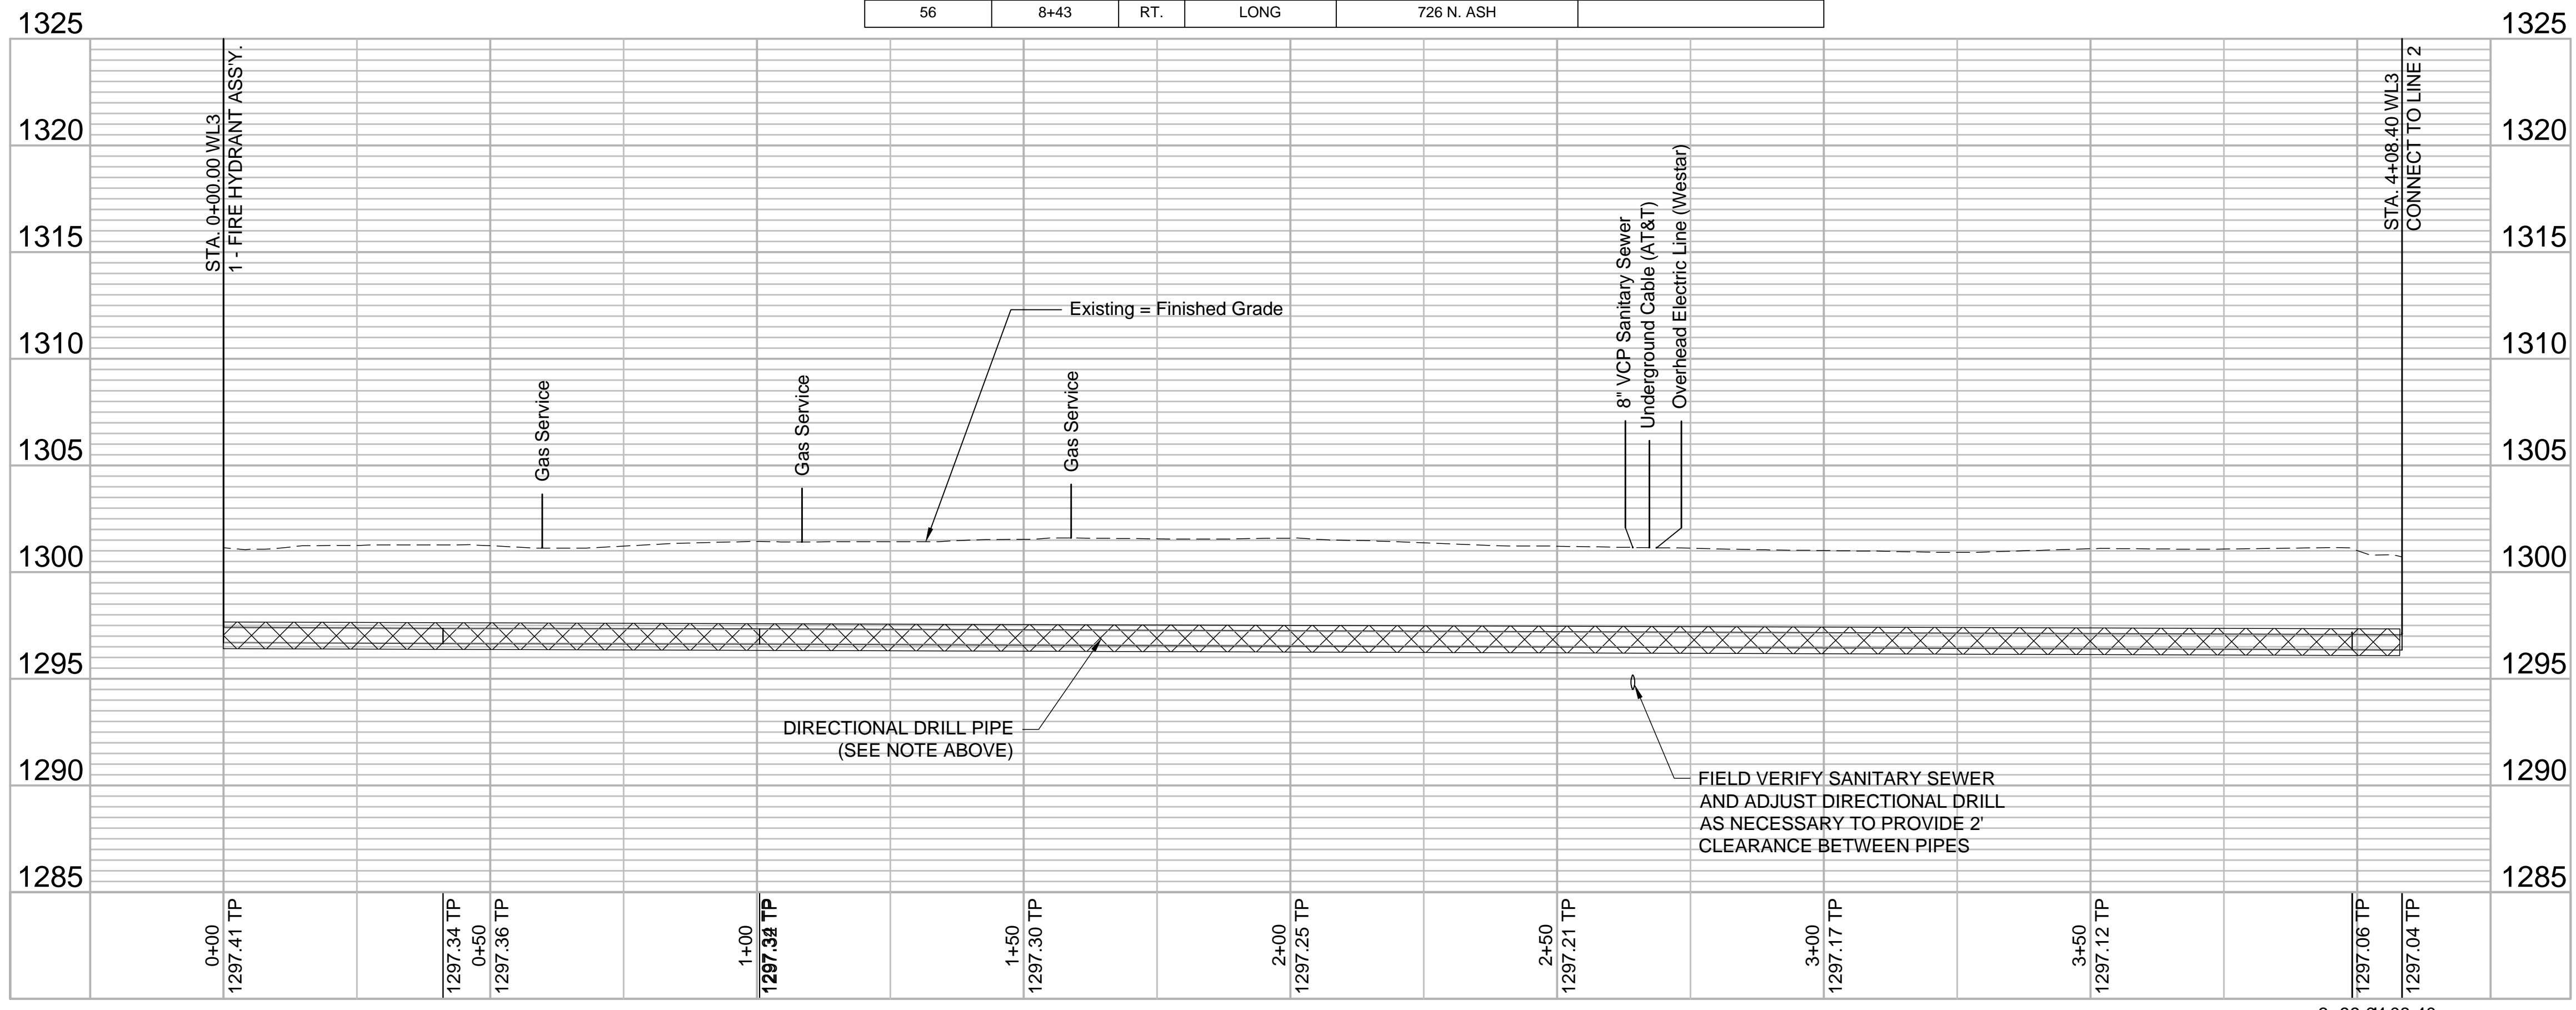 56 8+43 RT. LONG 726 N. ASH
1325 1325
1320 1320
1315 1315
1310 1310
1305 1305
1300 1300
1295 1295
1290 1290
1285 1285
STA. 0+00.00 WL3
1 - FIRE HYDRANT ASS'Y.
Gas Service
Gas Service
Existing = Finished Grade
Gas Service
8" VCP Sanitary Sewer
Underground Cable (AT&T)
Overhead Electric Line (Westar)
STA. 4+08.40 WL3
CONNECT TO LINE 2
DIRECTIONAL DRILL PIPE
(SEE NOTE ABOVE)
FIELD VERIFY SANITARY SEWER
AND ADJUST DIRECTIONAL DRILL
AS NECESSARY TO PROVIDE 2'
CLEARANCE BETWEEN PIPES
0+00
1297.41 TP
1297.34 TP
0+50
1297.36 TP
1+00
1+50
1297.30 TP
2+00
1297.25 TP
2+50
1297.21 TP
3+00
1297.17 TP
3+50
1297.12 TP
1297.06 TP
1297.04 TP